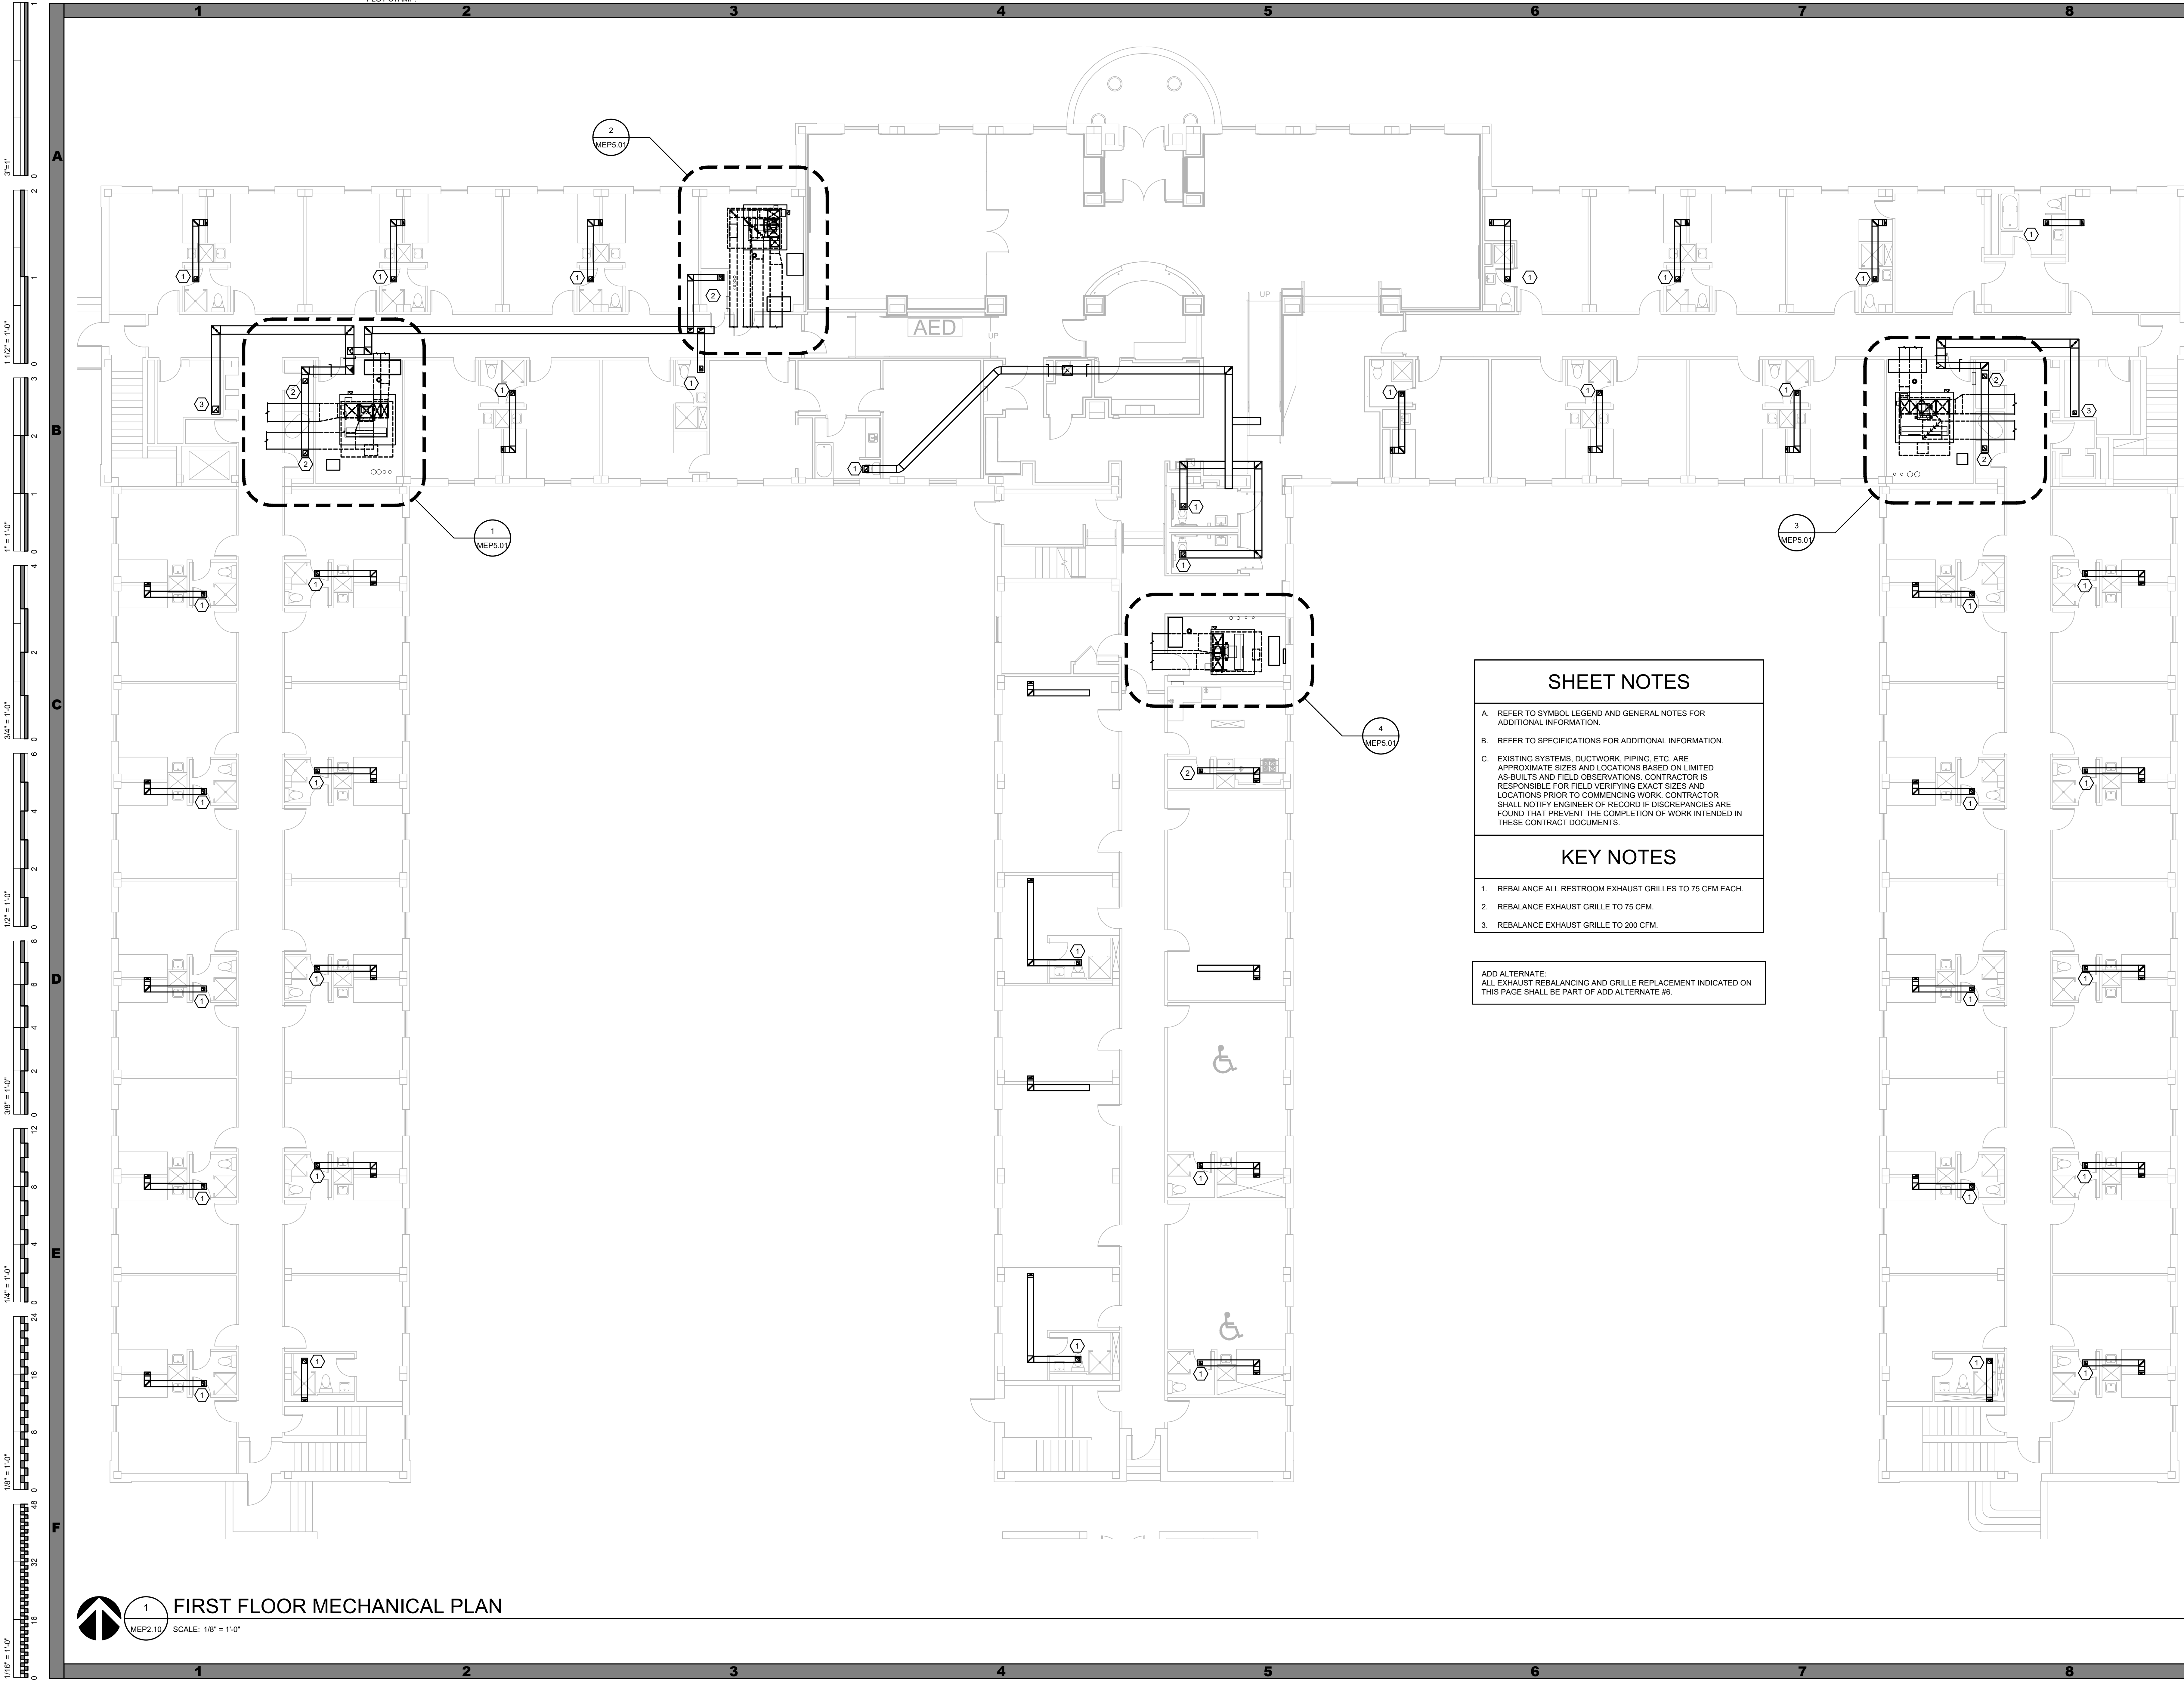 1 2 3 4 5 6 7 8
A
B
C
D
E
F
3"=1'
1 1/2" = 1'-0"
1" = 1'-0"
3/4" = 1'-0"
1/2" = 1'-0"
3/8" = 1'-0"
1/4" = 1'-0"
1/8" = 1'-0"
1/16" = 1'-0"
2
MEP5.01
1
MEP5.01
3
MEP5.01
4
MEP5.01
AED
UP
UP
SHEET NOTES
A. REFER TO SYMBOL LEGEND AND GENERAL NOTES FOR
ADDITIONAL INFORMATION.
B. REFER TO SPECIFICATIONS FOR ADDITIONAL INFORMATION.
C. EXISTING SYSTEMS, DUCTWORK, PIPING, ETC. ARE
APPROXIMATE SIZES AND LOCATIONS BASED ON LIMITED
AS-BUILTS AND FIELD OBSERVATIONS. CONTRACTOR IS
RESPONSIBLE FOR FIELD VERIFYING EXACT SIZES AND
LOCATIONS PRIOR TO COMMENCING WORK. CONTRACTOR
SHALL NOTIFY ENGINEER OF RECORD IF DISCREPANCIES ARE
FOUND THAT PREVENT THE COMPLETION OF WORK INTENDED IN
THESE CONTRACT DOCUMENTS.
KEY NOTES
1. REBALANCE ALL RESTROOM EXHAUST GRILLES TO 75 CFM EACH.
2. REBALANCE EXHAUST GRILLE TO 75 CFM.
3. REBALANCE EXHAUST GRILLE TO 200 CFM.
ADD ALTERNATE:
ALL EXHAUST REBALANCING AND GRILLE REPLACEMENT INDICATED ON
THIS PAGE SHALL BE PART OF ADD ALTERNATE #6.
1
MEP2.10
FIRST FLOOR MECHANICAL PLAN
SCALE: 1/8" = 1'-0"
1 2 3 4 5 6 7 8